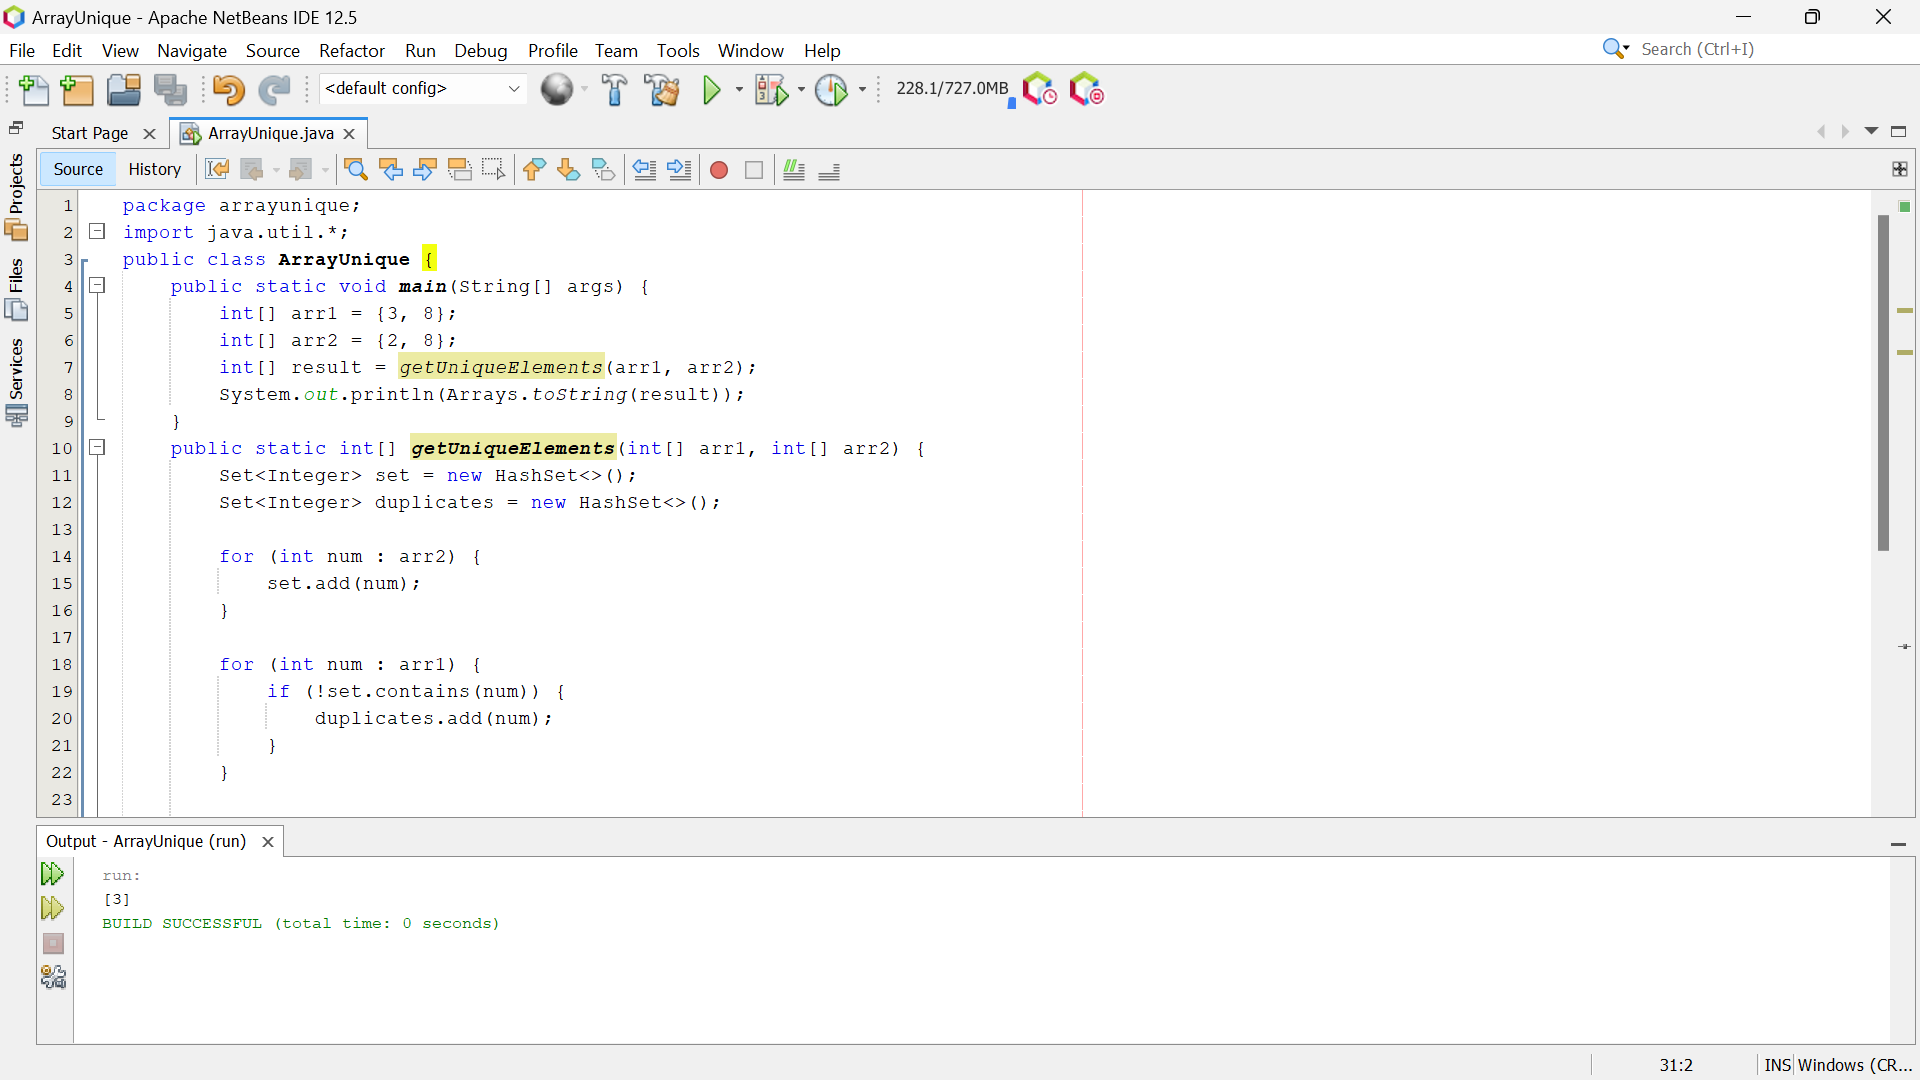 ArrayUnique - Apache NetBeans IDE 12.5
File Edit View Navigate Source Refactor Run Debug Profile Team Tools Window Help
Search (Ctrl+I)
<default config>
228.1/727.0MB
Start Page
ArrayUnique.java
Projects
Files
Services
Source History
1 package arrayunique;
2 import java.util.*;
3 public class ArrayUnique {
4 public static void main(String[] args) {
5 int[] arr1 = {3, 8};
6 int[] arr2 = {2, 8};
7 int[] result = getUniqueElements(arr1, arr2);
8 System.out.println(Arrays.toString(result));
9 }
10 public static int[] getUniqueElements(int[] arr1, int[] arr2) {
11 Set<Integer> set = new HashSet<>();
12 Set<Integer> duplicates = new HashSet<>();
13
14 for (int num : arr2) {
15 set.add(num);
16 }
17
18 for (int num : arr1) {
19 if (!set.contains(num)) {
20 duplicates.add(num);
21 }
22 }
23
Output - ArrayUnique (run)
run:
[3]
BUILD SUCCESSFUL (total time: 0 seconds)
31:2
INS
Windows (CR...